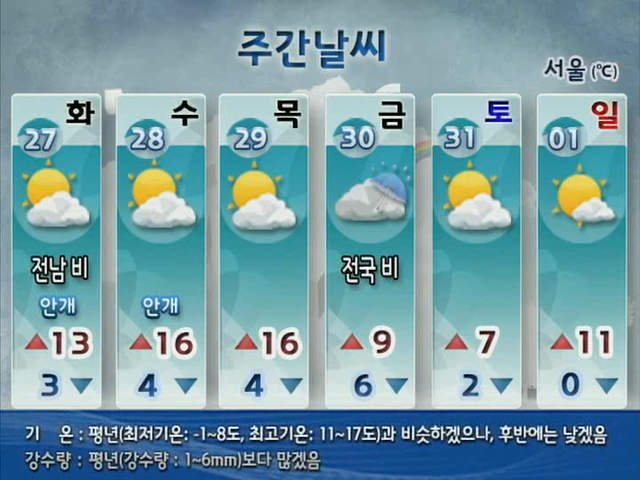 주간날씨
서울(℃)
화 수 목 금 토 일
27 28 29 30 31 01
전남 비 전국 비
안개 안개
13 16 16 9 7 11
3 4 4 6 2 0
기 온 : 평년(최저기온: -1~8도, 최고기온: 11~17도)과 비슷하겠으나, 후반에는 낮겠음
강수량 : 평년(강수량 : 1~6mm)보다 많겠음